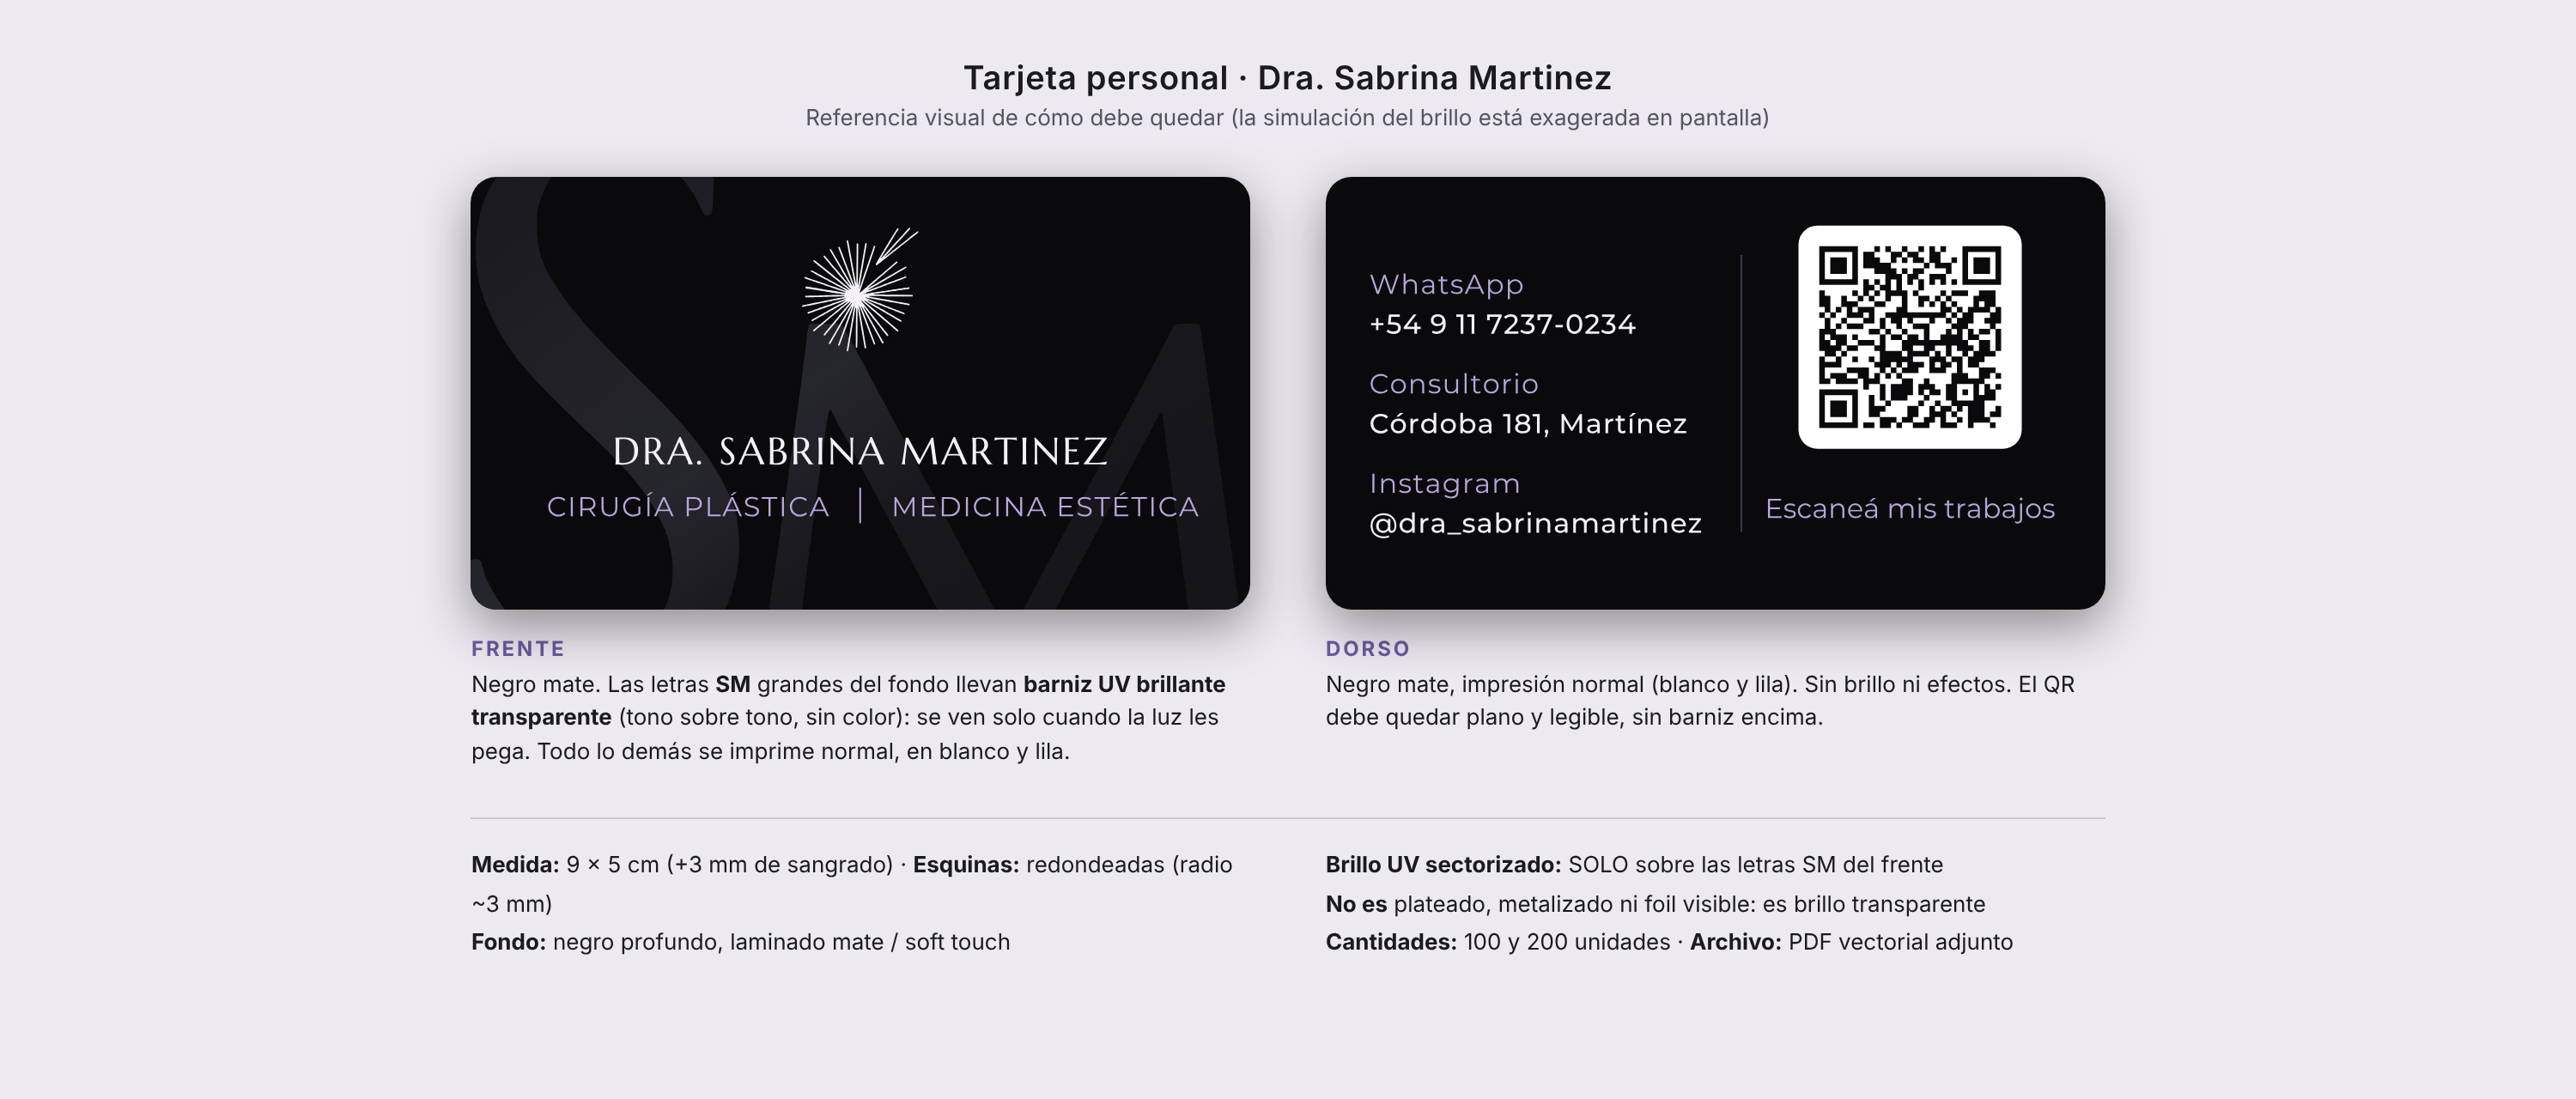 Tarjeta personal · Dra. Sabrina Martinez
Referencia visual de cómo debe quedar (la simulación del brillo está exagerada en pantalla)
SM
DRA. SABRINA MARTINEZ
CIRUGÍA PLÁSTICA | MEDICINA ESTÉTICA
WhatsApp
+54 9 11 7237-0234
Consultorio
Córdoba 181, Martínez
Instagram
@dra_sabrinamartinez
Escaneá mis trabajos
FRENTE
Negro mate. Las letras SM grandes del fondo llevan barniz UV brillante
transparente (tono sobre tono, sin color): se ven solo cuando la luz les
pega. Todo lo demás se imprime normal, en blanco y lila.
DORSO
Negro mate, impresión normal (blanco y lila). Sin brillo ni efectos. El QR
debe quedar plano y legible, sin barniz encima.
Medida: 9 × 5 cm (+3 mm de sangrado) · Esquinas: redondeadas (radio
~3 mm)
Fondo: negro profundo, laminado mate / soft touch
Brillo UV sectorizado: SOLO sobre las letras SM del frente
No es plateado, metalizado ni foil visible: es brillo transparente
Cantidades: 100 y 200 unidades · Archivo: PDF vectorial adjunto